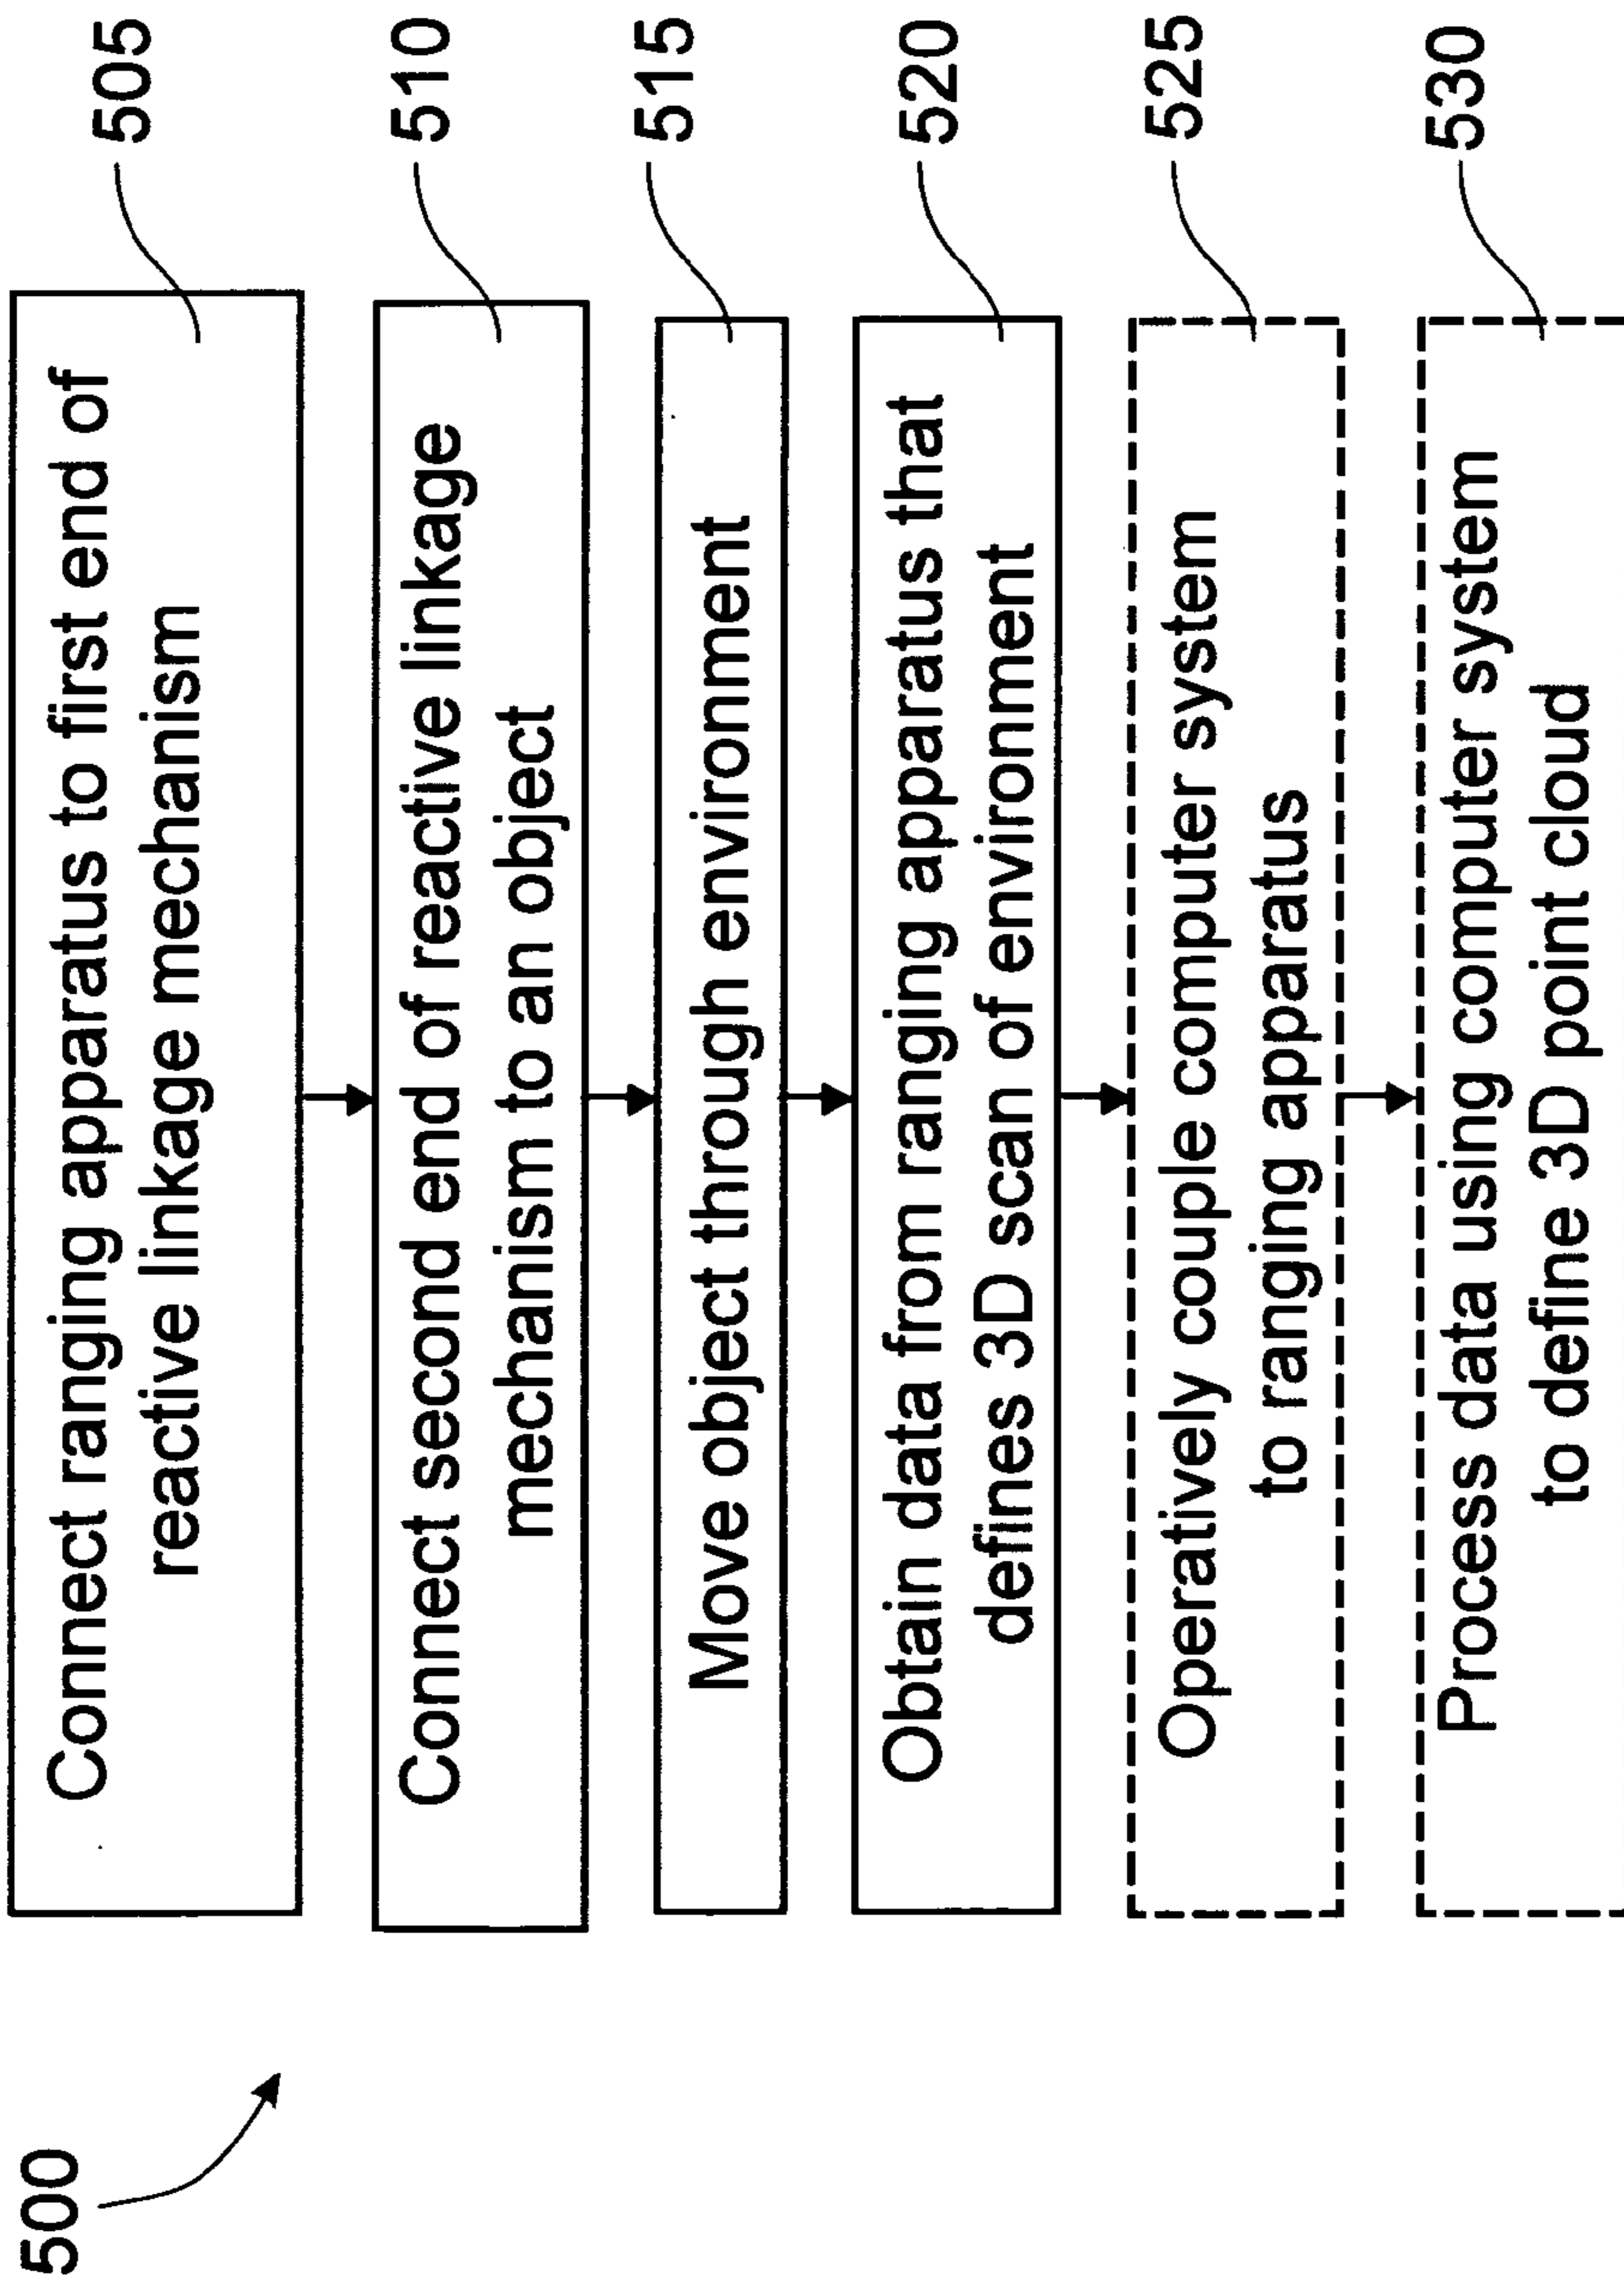 500
Connect ranging apparatus to first end of
reactive linkage mechanism
505
Connect second end of reactive linkage
mechanism to an object
510
Move object through environment
515
Obtain data from ranging apparatus that
defines 3D scan of environment
520
Operatively couple computer system
to ranging apparatus
525
Process data using computer system
to define 3D point cloud
530